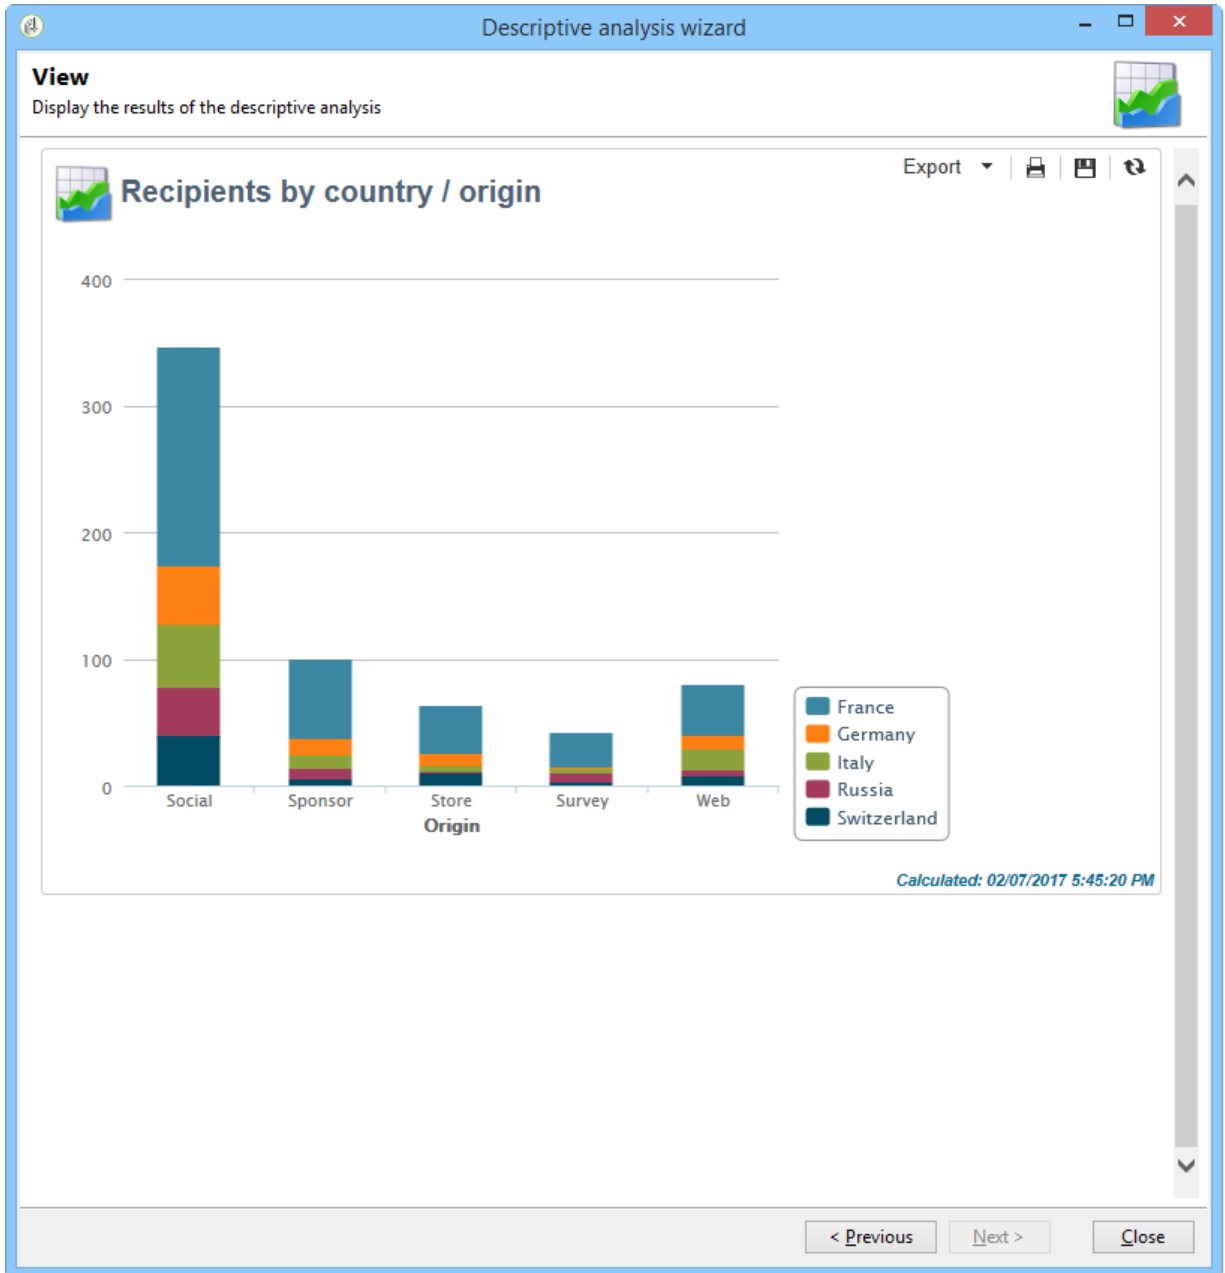 Descriptive analysis wizard
View
Display the results of the descriptive analysis
Export
Recipients by country / origin
400
300
200
100
0
Social Sponsor Store Survey Web
Origin
France
Germany
Italy
Russia
Switzerland
Calculated: 02/07/2017 5:45:20 PM
< Previous Next > Close